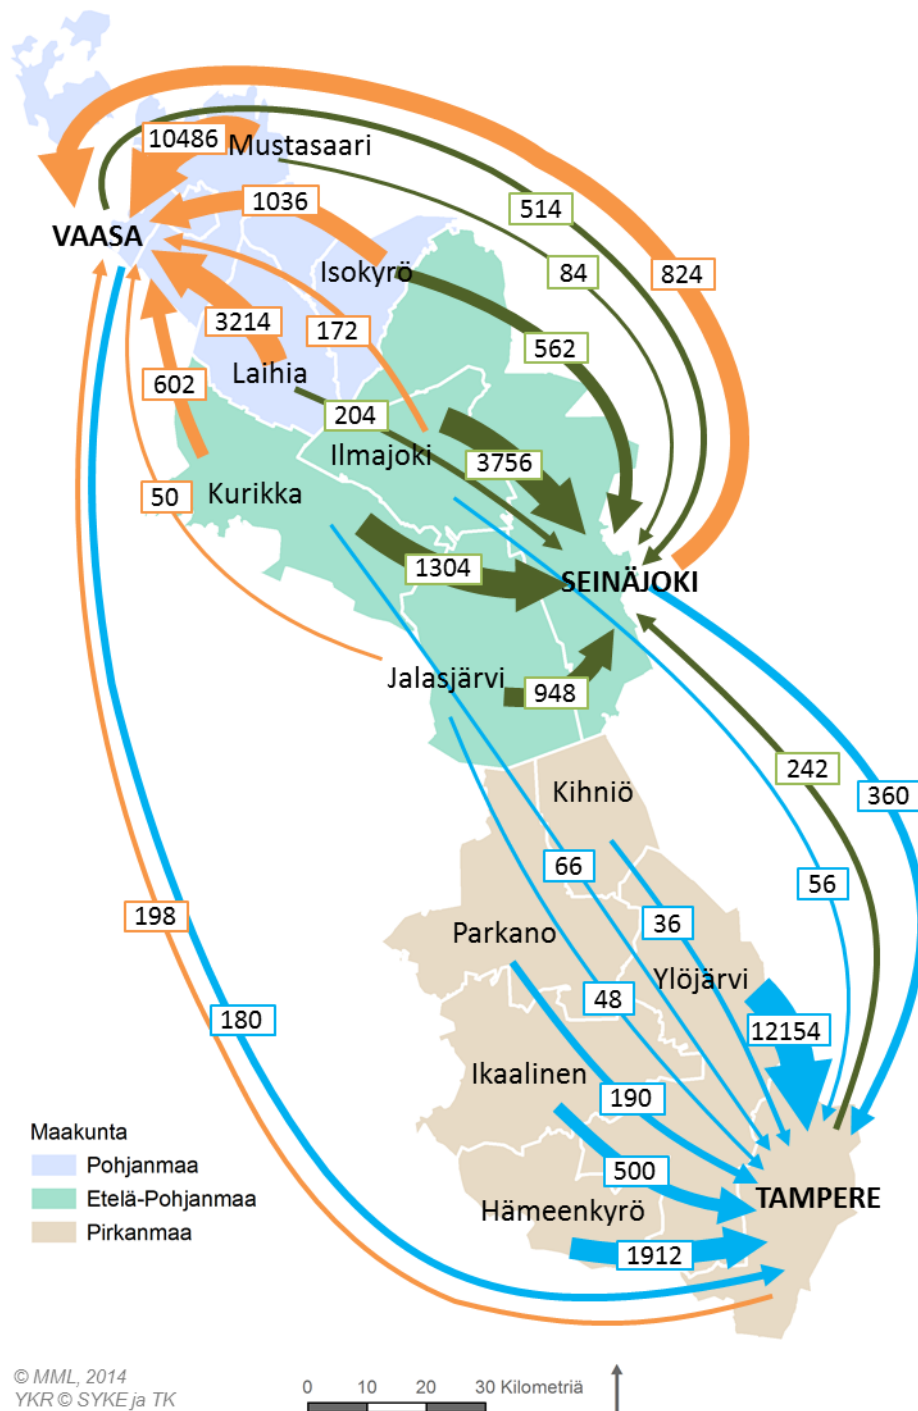 10486
Mustasaari
1036
514
VAASA
84
Isokyrö
824
3214
172
562
Laihia
602
204
Ilmajoki
3756
50
Kurikka
1304
SEINÄJOKI
Jalasjärvi
948
242
Kihniö
360
66
56
198
36
Parkano
Ylöjärvi
48
180
12154
Ikaalinen
190
Maakunta
Pohjanmaa
500
Etelä-Pohjanmaa
TAMPERE
Hämeenkyrö
Pirkanmaa
1912
© MML, 2014
YKR © SYKE ja TK
0 10 20 30 Kilometriä